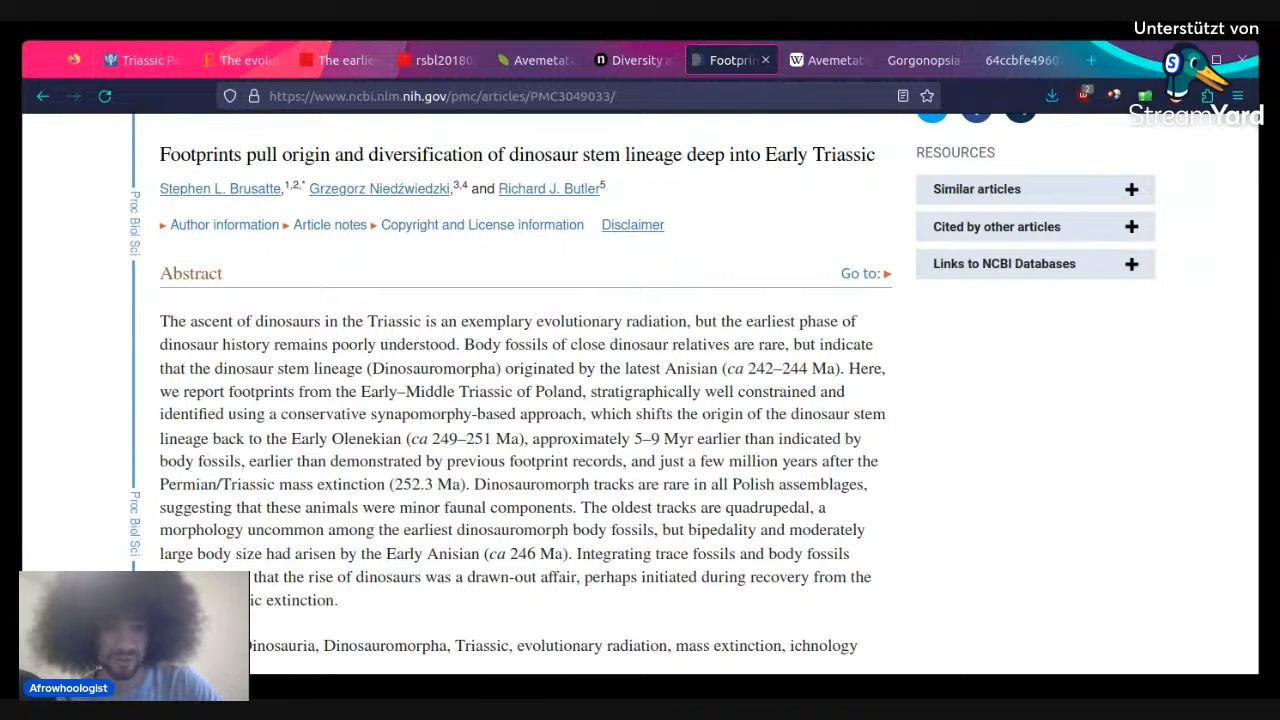 Unterstützt von
StreamYard
Triassic P
The evolu
The earlie
rsbl20180
Avemetat
Diversity a
Footprin
Avemetat
Gorgonopsia
64ccbfe4960
https://www.ncbi.nlm.nih.gov/pmc/articles/PMC3049033/
2
Footprints pull origin and diversification of dinosaur stem lineage deep into Early Triassic
Stephen L. Brusatte,1,2,* Grzegorz Niedźwiedzki,3,4 and Richard J. Butler5
▸ Author information ▸ Article notes ▸ Copyright and License information Disclaimer
Proc Biol Sci
Abstract
Go to: ▸
The ascent of dinosaurs in the Triassic is an exemplary evolutionary radiation, but the earliest phase of
dinosaur history remains poorly understood. Body fossils of close dinosaur relatives are rare, but indicate
that the dinosaur stem lineage (Dinosauromorpha) originated by the latest Anisian (ca 242–244 Ma). Here,
we report footprints from the Early–Middle Triassic of Poland, stratigraphically well constrained and
identified using a conservative synapomorphy-based approach, which shifts the origin of the dinosaur stem
lineage back to the Early Olenekian (ca 249–251 Ma), approximately 5–9 Myr earlier than indicated by
body fossils, earlier than demonstrated by previous footprint records, and just a few million years after the
Permian/Triassic mass extinction (252.3 Ma). Dinosauromorph tracks are rare in all Polish assemblages,
suggesting that these animals were minor faunal components. The oldest tracks are quadrupedal, a
morphology uncommon among the earliest dinosauromorph body fossils, but bipedality and moderately
large body size had arisen by the Early Anisian (ca 246 Ma). Integrating trace fossils and body fossils
that the rise of dinosaurs was a drawn-out affair, perhaps initiated during recovery from the
ic extinction.
Proc Biol Sci
Dinosauria, Dinosauromorpha, Triassic, evolutionary radiation, mass extinction, ichnology
RESOURCES
Similar articles
Cited by other articles
Links to NCBI Databases
Afrowhoologist